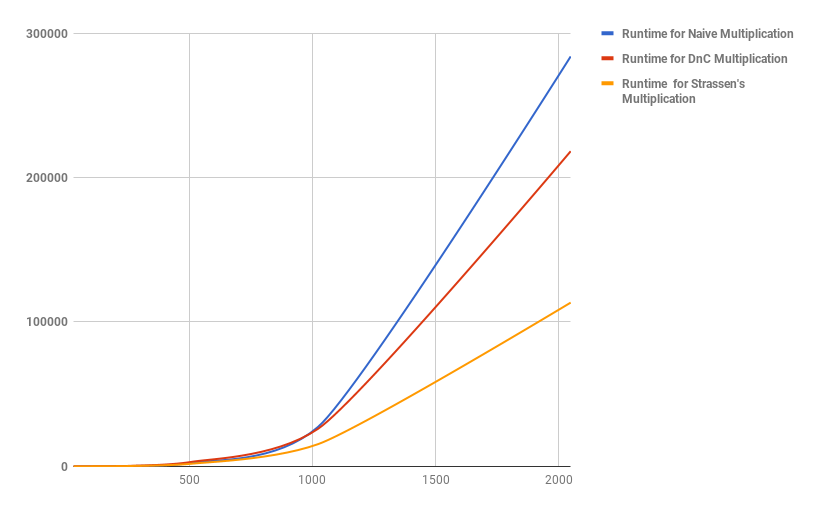 300000
200000
100000
0
500
1000
1500
2000
Runtime for Naive Multiplication
Runtime for DnC Multiplication
Runtime  for Strassen's
Multiplication